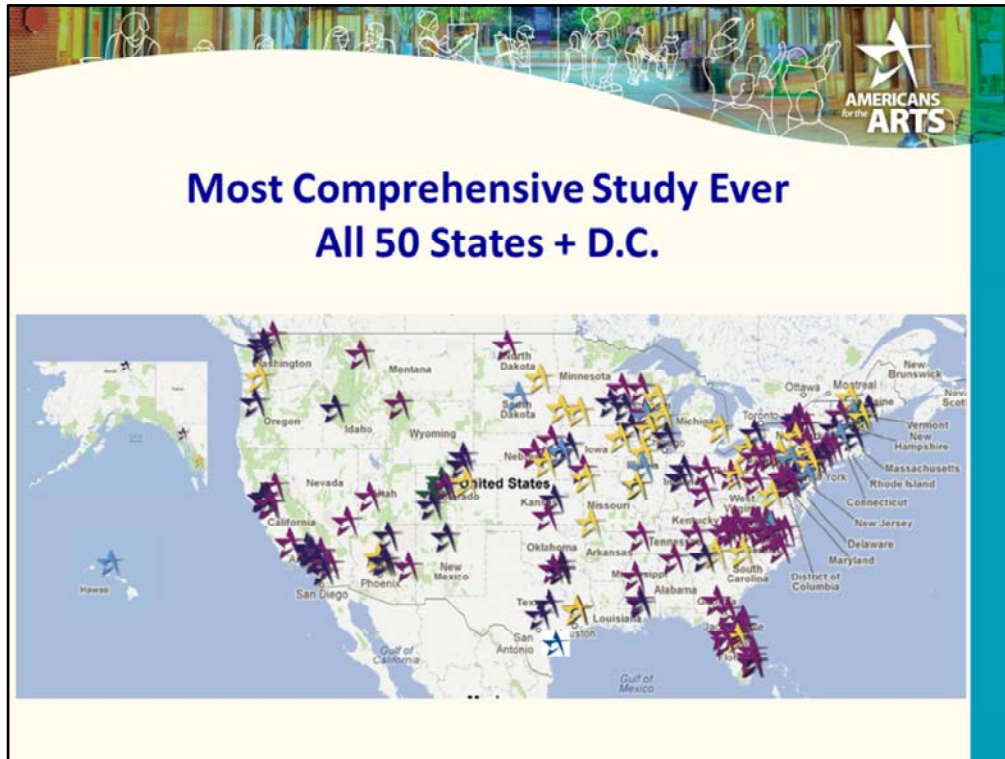 AMERICANS
for the ARTS
Most Comprehensive Study Ever
All 50 States + D.C.
Washington
Montana
North
Dakota
Minnesota
Ottawa
Montreal
New
Brunswick
Maine
Oregon
Idaho
Wyoming
South
Dakota
Michigan
Toronto
Vermont
New
Hampshire
Massachusetts
Rhode Island
Connecticut
New Jersey
Delaware
Maryland
District of
Columbia
Iowa
Nevada
United States
Missouri
West
Kentucky
California
Oklahoma
Arkansas
Tennessee
South
Carolina
Phoenix
New
Mexico
San Diego
Alabama
Louisiana
San
Antonio
Gulf of
California
Gulf of
Mexico
Hawaii